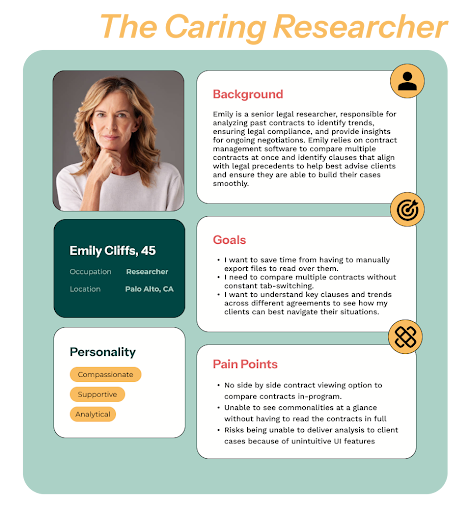 The Caring Researcher
Background
Emily is a senior legal researcher, responsible for
analyzing past contracts to identify trends,
ensuring legal compliance, and provide insights
for ongoing negotiations. Emily relies on contract
management software to compare multiple
contracts at once and identify clauses that align
with legal precedents to help best advise clients
and ensure they are able to build their cases
smoothly.
Emily Cliffs, 45
Occupation Researcher
Location Palo Alto, CA
Goals
• I want to save time from having to manually
export files to read over them.
• I need to compare multiple contracts without
constant tab-switching.
• I want to understand key clauses and trends
across different agreements to see how my
clients can best navigate their situations.
Personality
Compassionate
Supportive
Analytical
Pain Points
• No side by side contract viewing option to
compare contracts in-program.
• Unable to see commonalities at a glance
without having to read the contracts in full
• Risks being unable to deliver analysis to client
cases because of unintuitive UI features